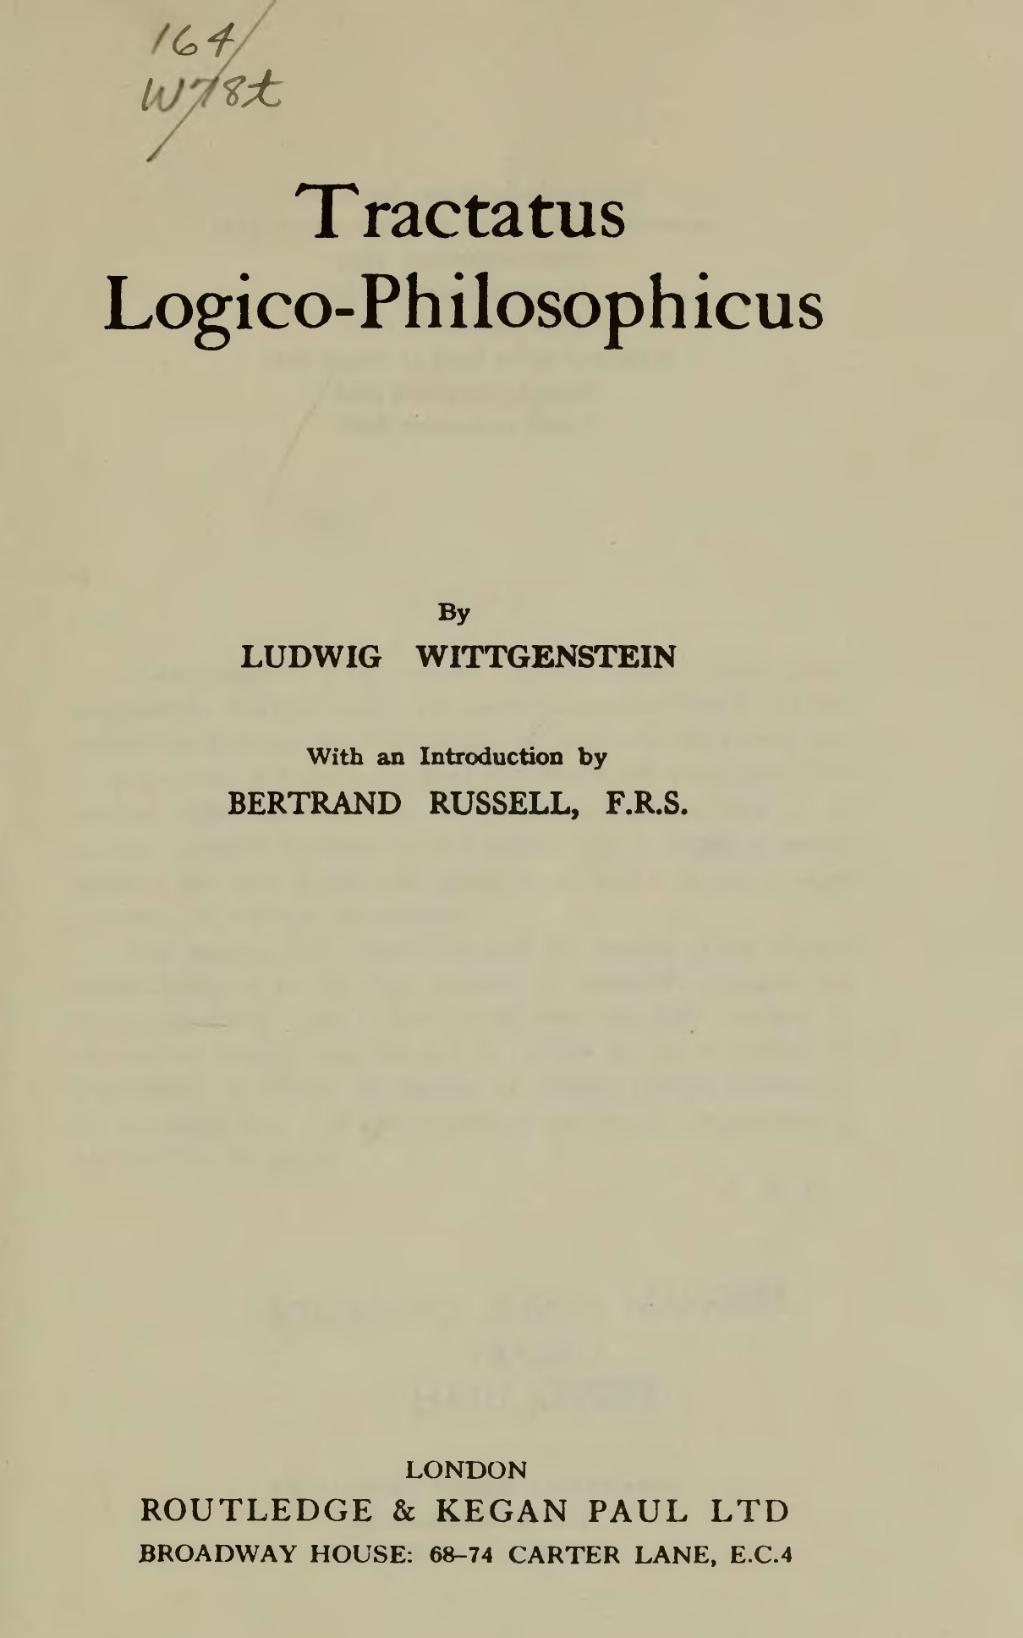 164
W78t
Tractatus
Logico-Philosophicus
By
LUDWIG WITTGENSTEIN
With an Introduction by
BERTRAND RUSSELL, F.R.S.
LONDON
ROUTLEDGE & KEGAN PAUL LTD
BROADWAY HOUSE: 68–74 CARTER LANE, E.C.4